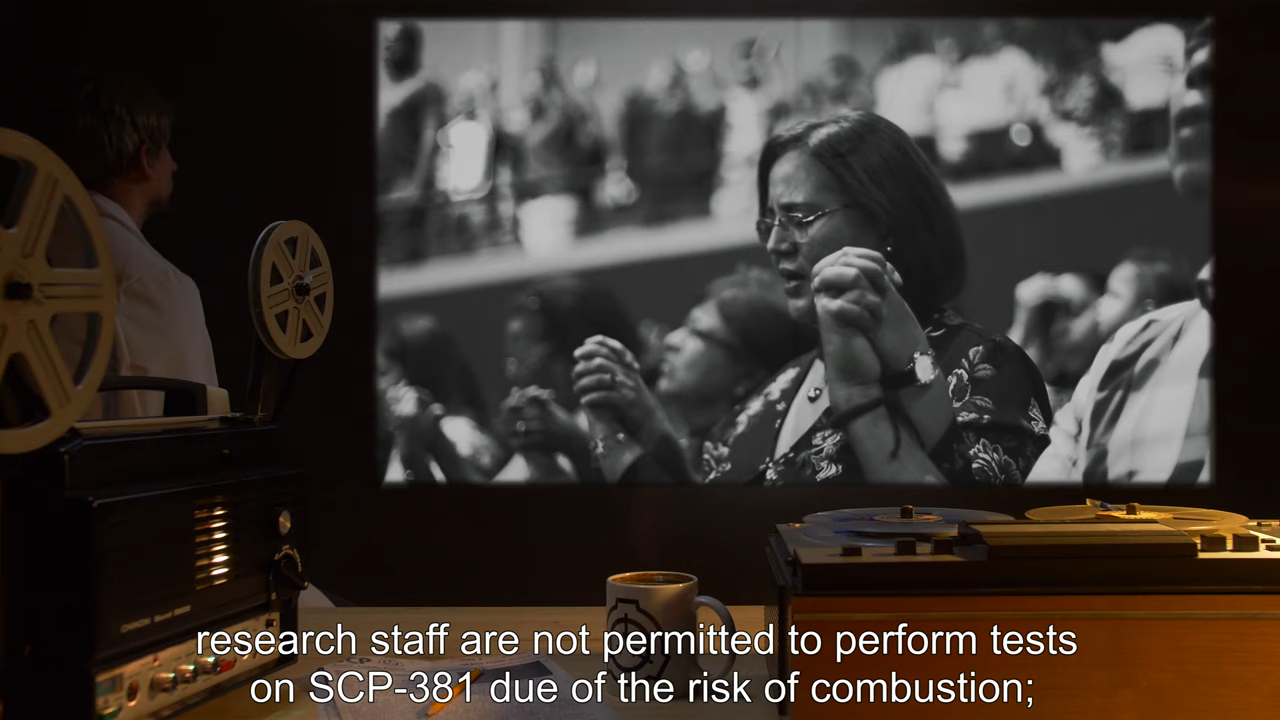 research staff are not permitted to perform tests
on SCP-381 due of the risk of combustion;